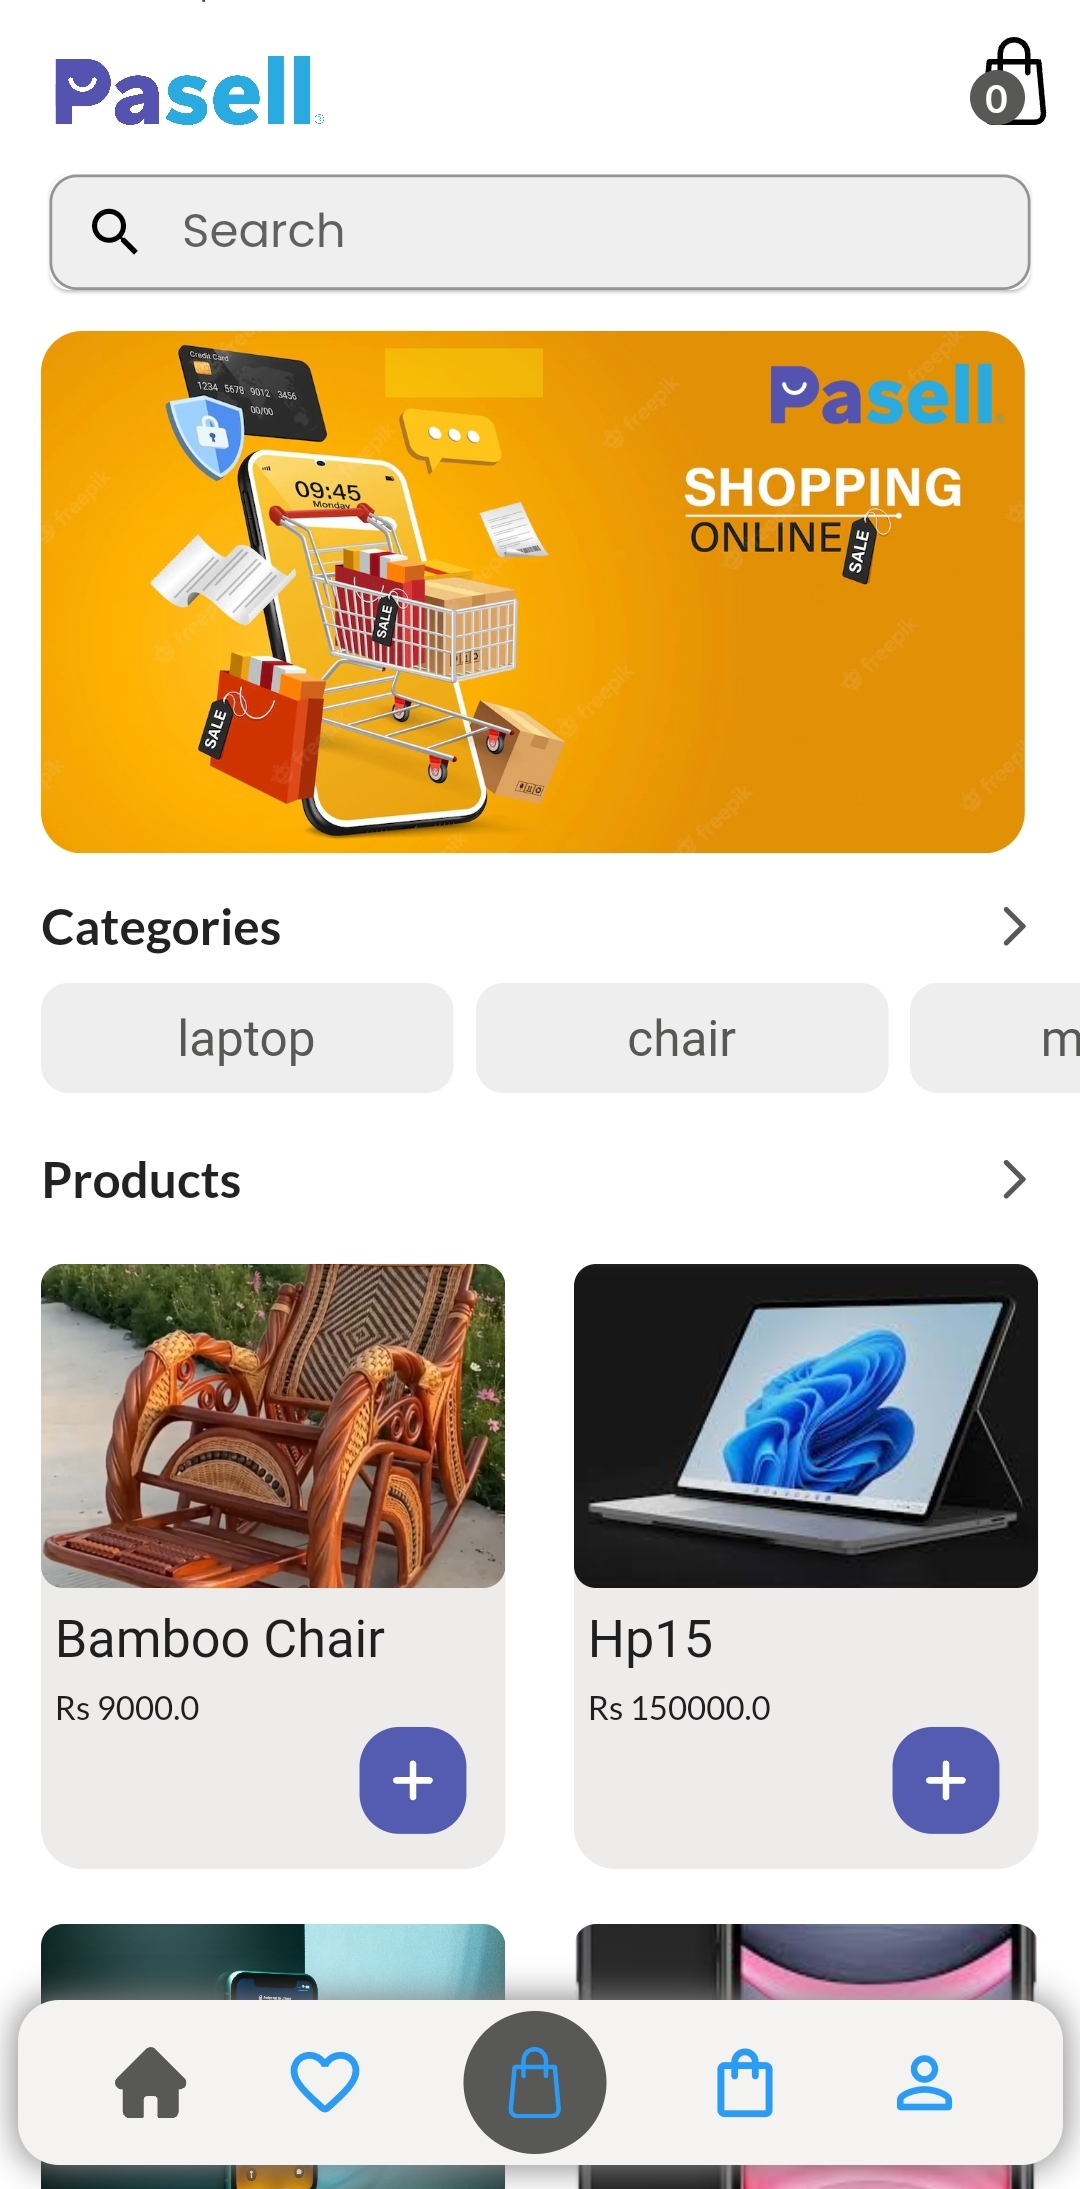 Pasell
0
Search
Credit Card
1234 5678 9012 3456
00/00
09:45
Monday
SALE
SALE
Pasell
SHOPPING
ONLINE
SALE
freepik
Categories
laptop
chair
m
Products
Bamboo Chair
Hp15
Rs 9000.0
Rs 150000.0